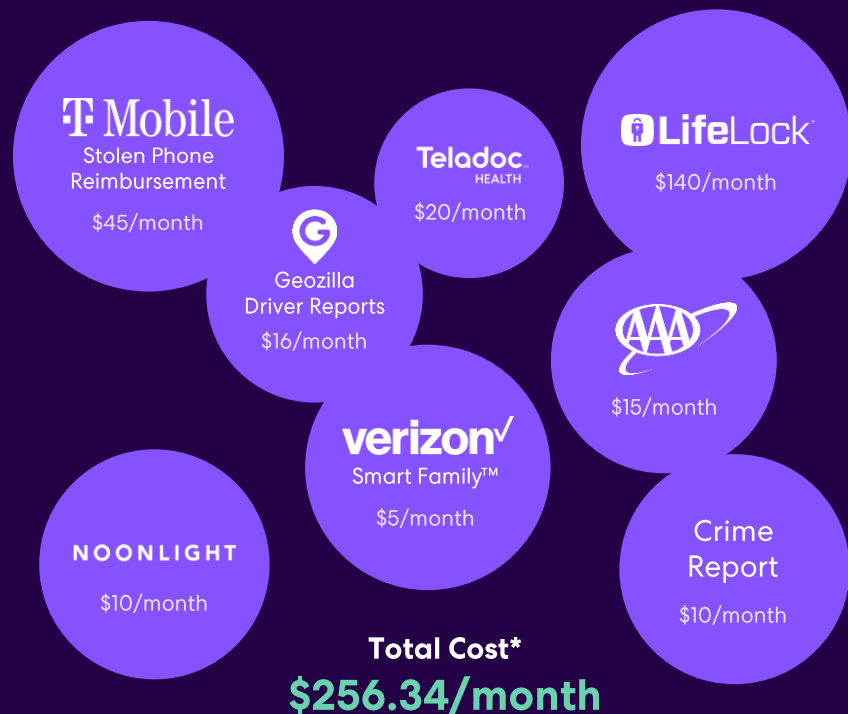 T Mobile
Stolen Phone
Reimbursement
$45/month
Teladoc
HEALTH
$20/month
LifeLock
$140/month
G
Geozilla
Driver Reports
$16/month
AAA
$15/month
verizon✓
Smart Family™
$5/month
NOONLIGHT
$10/month
Crime
Report
$10/month
Total Cost*
$256.34/month